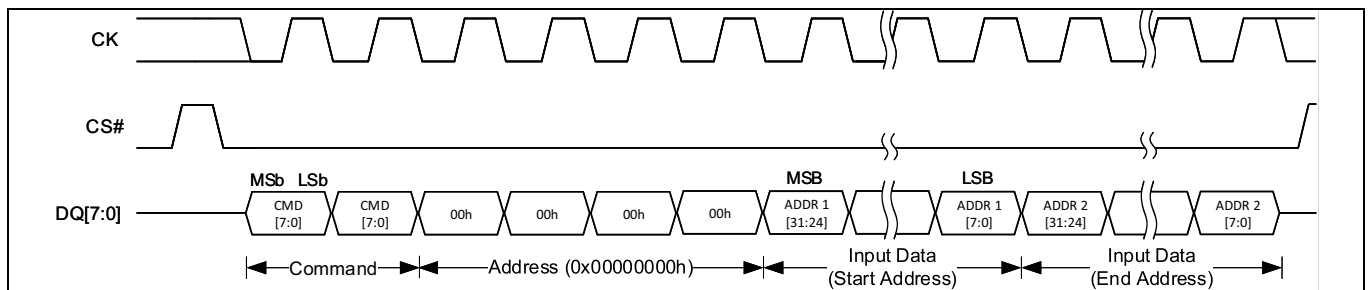 CK
CS#
MSb LSb MSB LSB
DQ[7:0] CMD [7:0] CMD [7:0] 00h 00h 00h 00h ADDR 1 [31:24] ADDR 1 [7:0] ADDR 2 [31:24] ADDR 2 [7:0]
Command Address (0x00000000h) Input Data (Start Address) Input Data (End Address)